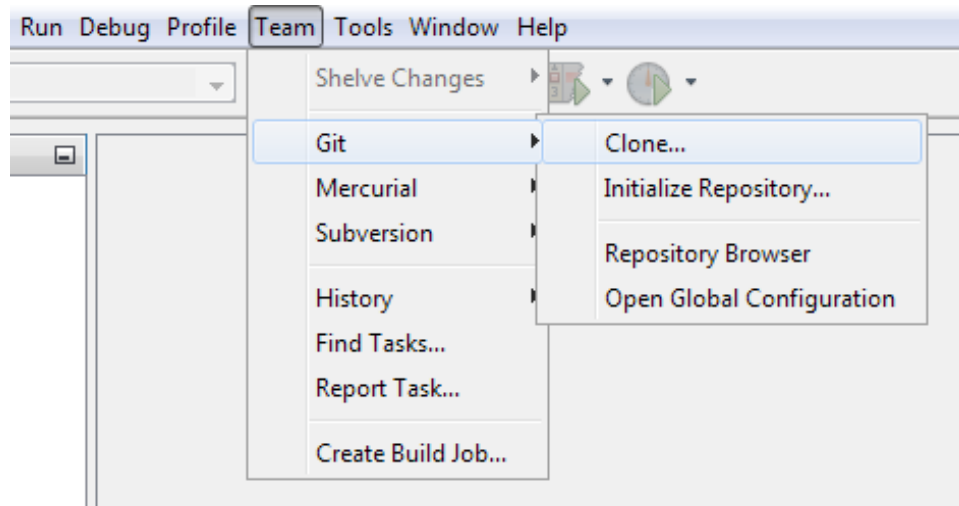 Run Debug Profile Team Tools Window Help
Shelve Changes
Git
Mercurial
Subversion
History
Find Tasks...
Report Task...
Create Build Job...
Clone...
Initialize Repository...
Repository Browser
Open Global Configuration